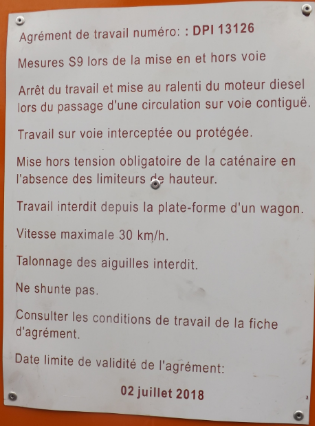 Agrément de travail numéro: : DPI 13126
Mesures S9 lors de la mise en et hors voie
Arrêt du travail et mise au ralenti du moteur diesel
lors du passage d'une circulation sur voie contiguë.
Travail sur voie interceptée ou protégée.
Mise hors tension obligatoire de la caténaire en
l'absence des limiteurs de hauteur.
Travail interdit depuis la plate-forme d'un wagon.
Vitesse maximale 30 km/h.
Talonnage des aiguilles interdit.
Ne shunte pas.
Consulter les conditions de travail de la fiche
d'agrément.
Date limite de validité de l'agrément:
02 juillet 2018